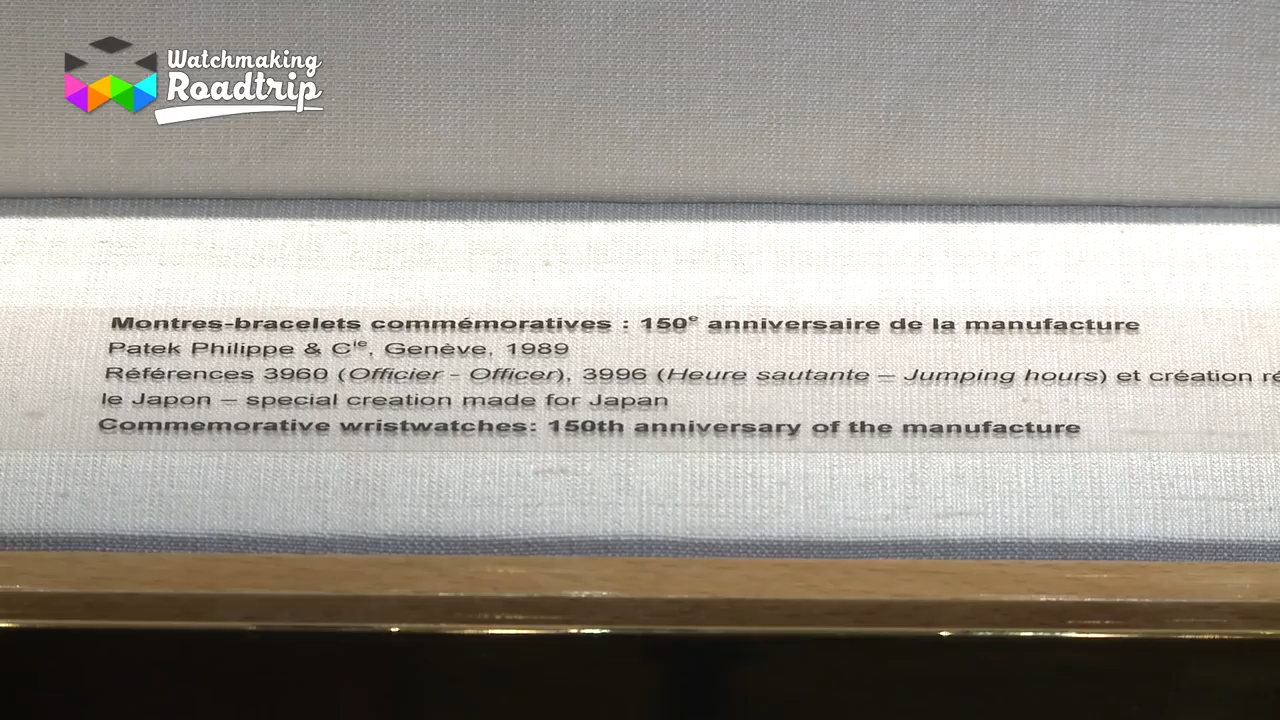 Watchmaking
Roadtrip
Montres-bracelets commémoratives : 150e anniversaire de la manufacture
Patek Philippe & Cie, Genève, 1989
Références 3960 (Officier - Officer), 3996 (Heure sautante – Jumping hours) et création
le Japon – special creation made for Japan
Commemorative wristwatches: 150th anniversary of the manufacture